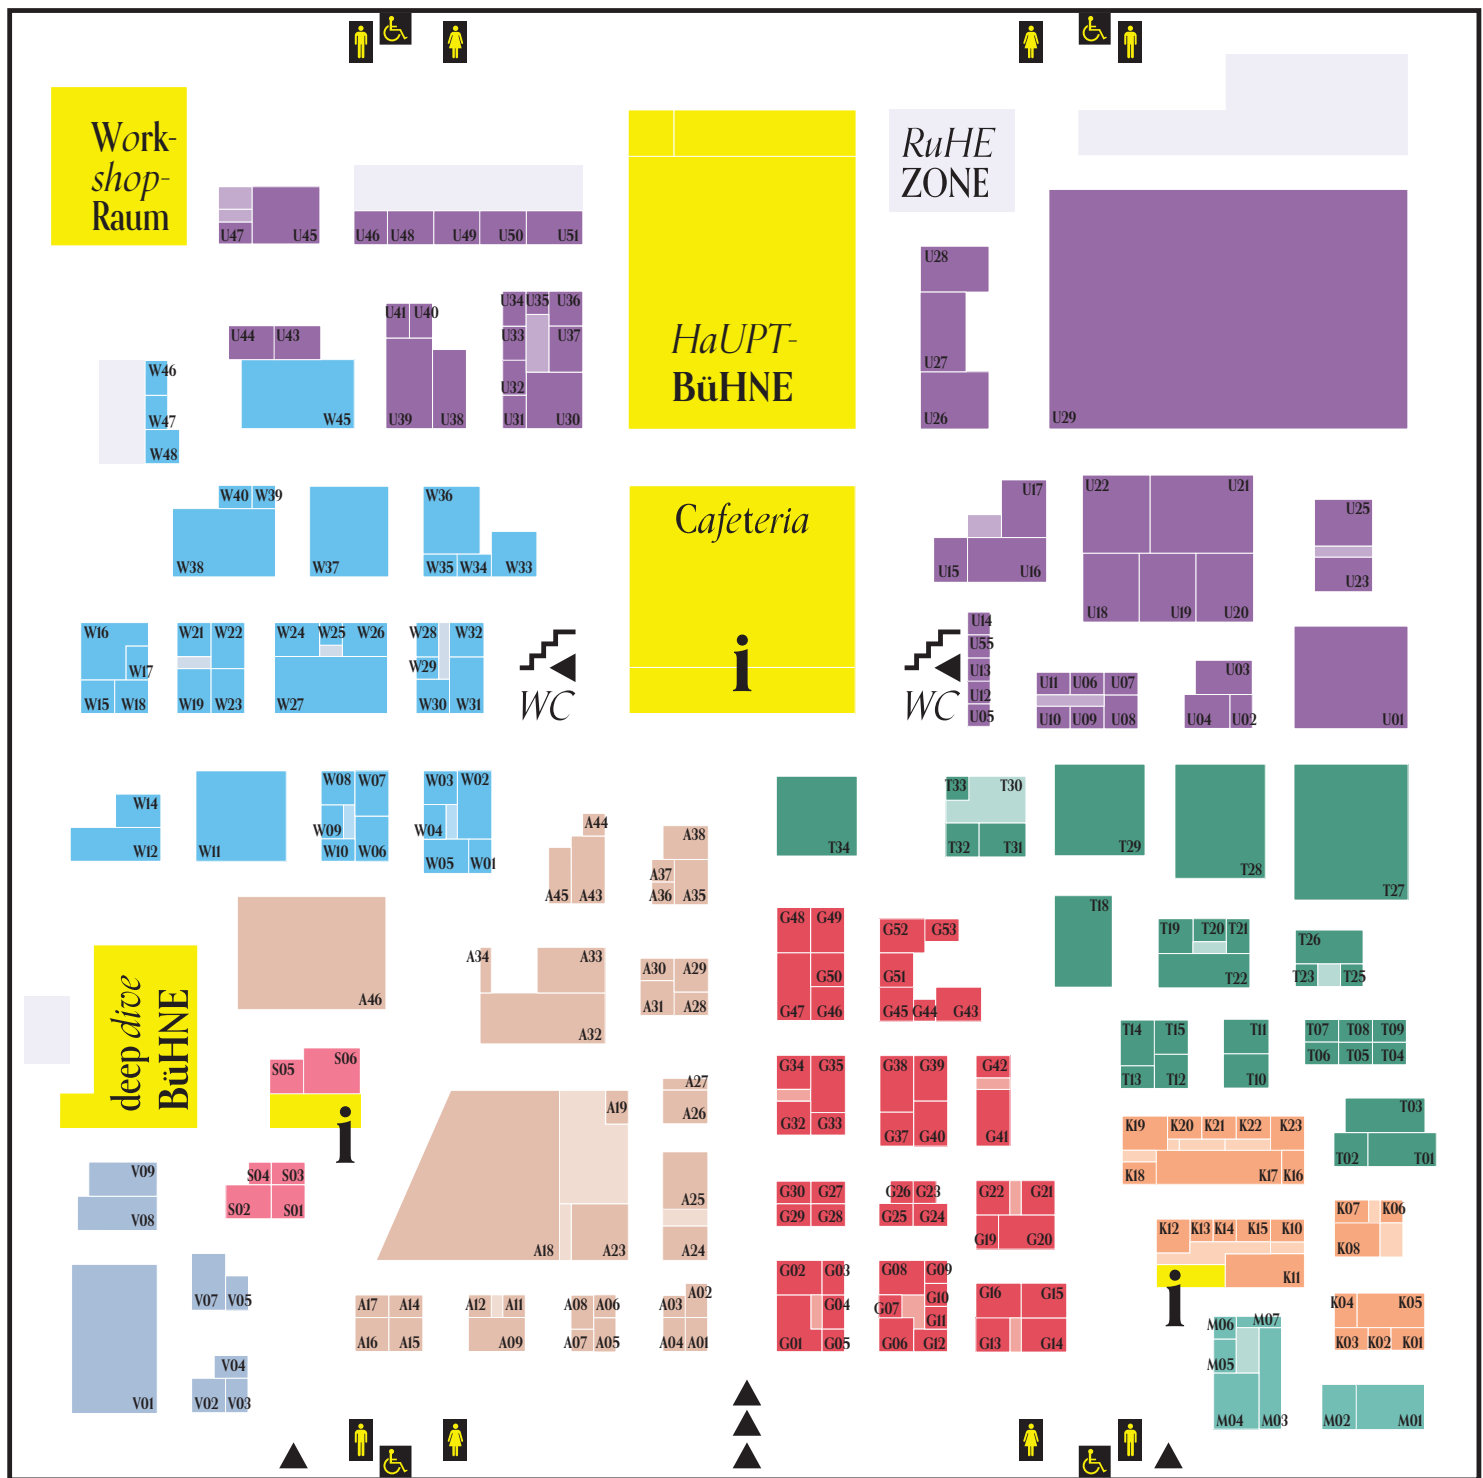 Work-
shop-
Raum
RuHE
ZONE
U47 U45
U46 U48 U49 U50 U51
U28
U27
U26
U29
HaUPT-
BüHNE
U44 U43
U41 U40
U34 U35 U36
U33 U37
U32
U39 U38
U31 U30
W46
W47
W48
W45
W40 W39
W38
W37
W36
W35 W34 W33
Cafeteria
i
U17
U15 U16
U22 U21
U18 U19 U20
U25
U23
W16
W17
W15 W18
W21 W22
W19 W23
W24 W25 W26
W27
W28 W32
W29
W30 W31
WC
WC
U14
U55
U13
U12
U05
U11 U06 U07
U10 U09 U08
U03
U04 U02
U01
W14
W12
W11
W08 W07
W09
W10 W06
W03 W02
W04
W05 W01
A44
A45 A43
A38
A37
A36 A35
T34
T33 T30
T32 T31
T29
T28
T27
A46
A34 A33
A32
A30 A29
A31 A28
G48 G49
G50
G47 G46
G52 G53
G51
G45 G44 G43
T18
T19 T20 T21
T22
T26
T23 T25
deep dive
BüHNE
S05 S06
i
T14 T15
T13 T12
T11
T10
T07 T08 T09
T06 T05 T04
A27
A26
A19
A18 A23
A25
A24
G34 G35
G32 G33
G38 G39
G37 G40
G42
G41
K19 K20 K21 K22 K23
K18 K17 K16
T03
T02 T01
V09
V08
S04 S03
S02 S01
G30 G27
G29 G28
G26 G23
G25 G24
G22 G21
G19 G20
K12 K13 K14 K15 K10
K11
i
K07 K06
K08
V07 V05
V01
V04
V02 V03
A17 A14
A16 A15
A12 A11
A09
A08 A06
A07 A05
A02
A03
A04 A01
G02 G03
G04
G01 G05
G08 G09
G10
G07
G11
G06 G12
G16 G15
G13 G14
K04 K05
K03 K02 K01
M06 M07
M05
M04 M03
M02 M01